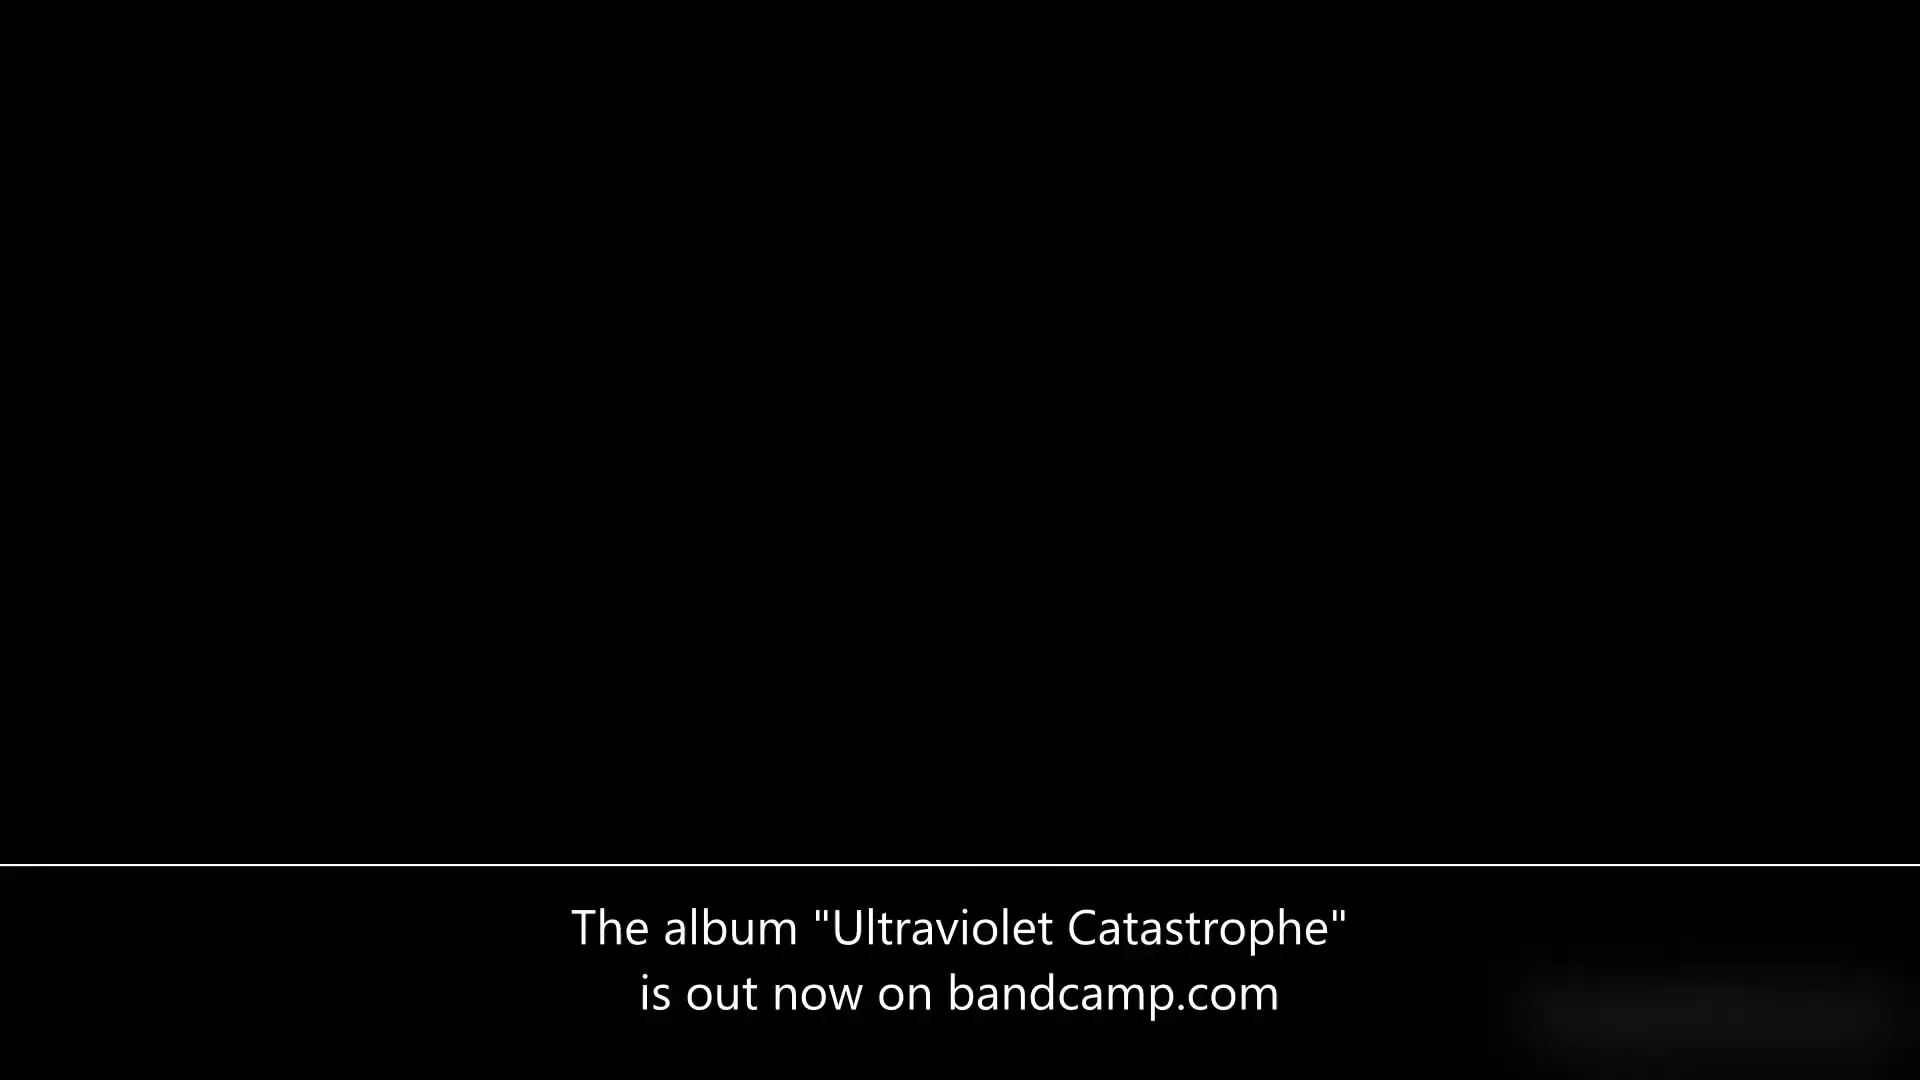 The album "Ultraviolet Catastrophe"
is out now on bandcamp.com